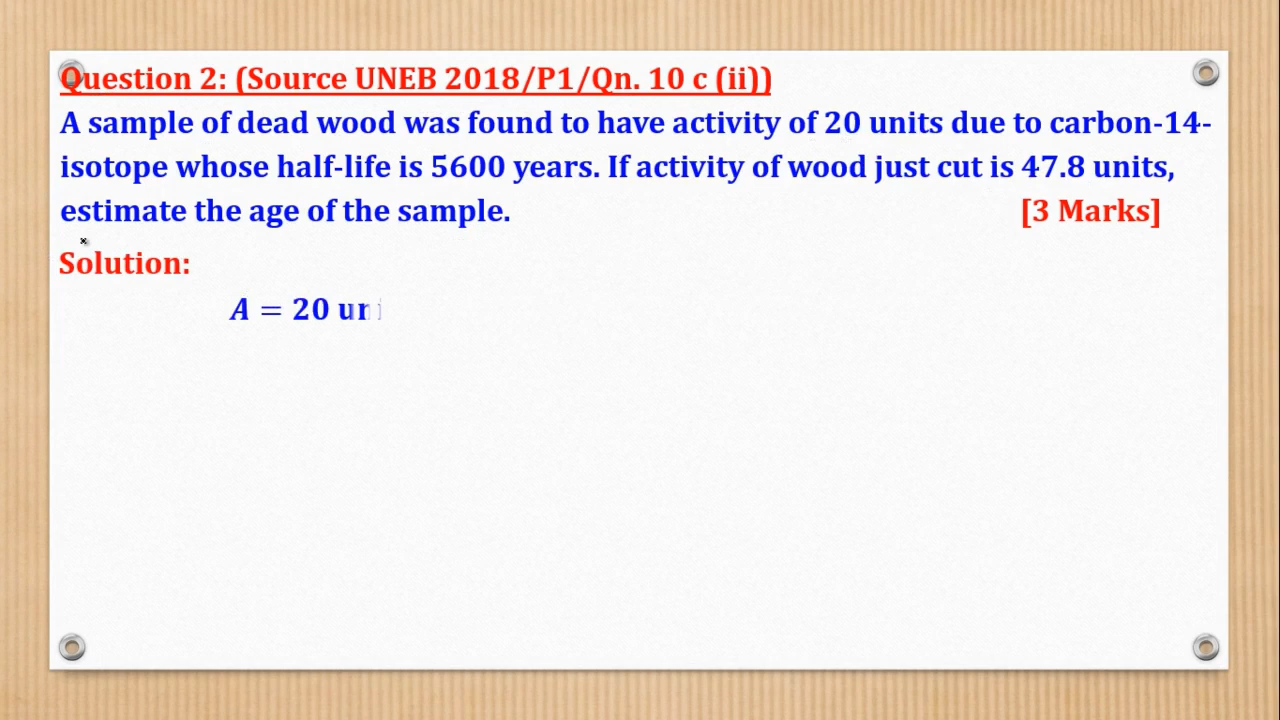 Question 2: (Source UNEB 2018/P1/Qn. 10 c (ii))
A sample of dead wood was found to have activity of 20 units due to carbon-14-
isotope whose half-life is 5600 years. If activity of wood just cut is 47.8 units,
estimate the age of the sample. [3 Marks]
Solution:
A = 20